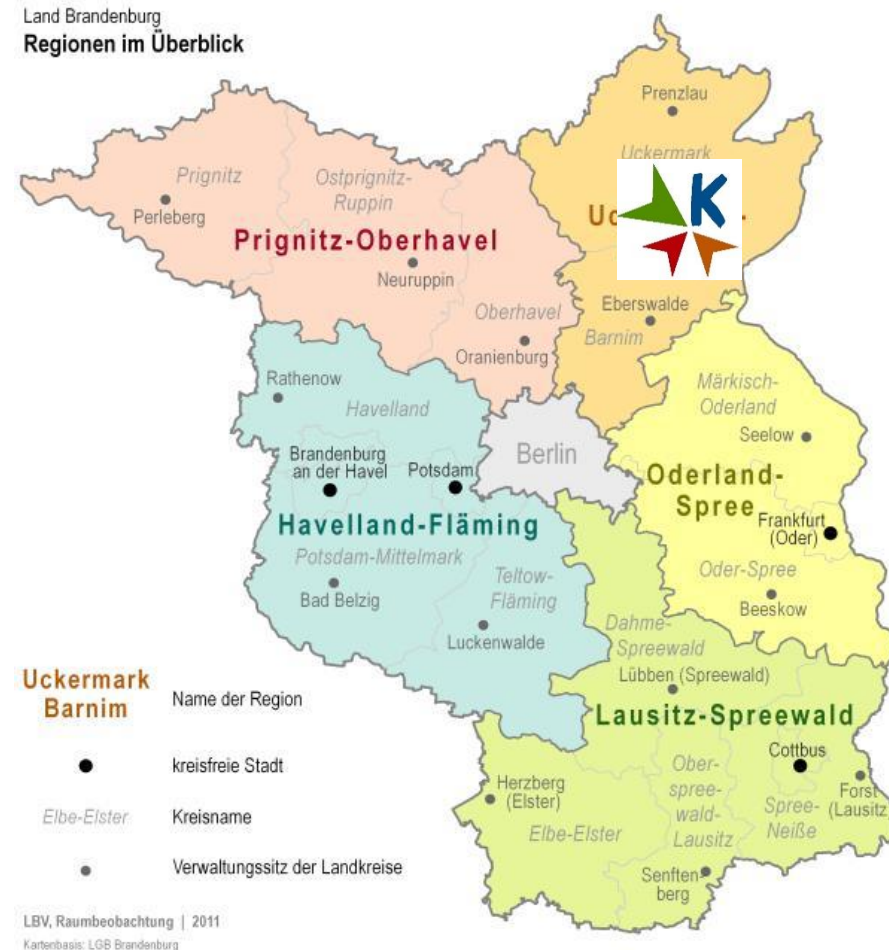 Land Brandenburg
Regionen im Überblick
Prenzlau
Uckermark
K
Prignitz
Perleberg
Ostprignitz-
Ruppin
Prignitz-Oberhavel
Neuruppin
Oberhavel
Oranienburg
Eberswalde
Barnim
Rathenow
Havelland
Brandenburg
an der Havel
Potsdam
Berlin
Märkisch-
Oderland
Seelow
Oderland-
Spree
Frankfurt
(Oder)
Oder-Spree
Beeskow
Havelland-Fläming
Potsdam-Mittelmark
Bad Belzig
Teltow-
Fläming
Luckenwalde
Dahme-
Spreewald
Lübben (Spreewald)
Lausitz-Spreewald
Cottbus
Herzberg
(Elster)
Elbe-Elster
Ober-
spree-
wald-
Lausitz
Spree-
Neiße
Forst
(Lausitz)
Senften-
berg
Uckermark
Barnim
Name der Region
kreisfreie Stadt
Elbe-Elster
Kreisname
Verwaltungssitz der Landkreise
LBV, Raumbeobachtung | 2011
Kartenbasis: LGB Brandenburg